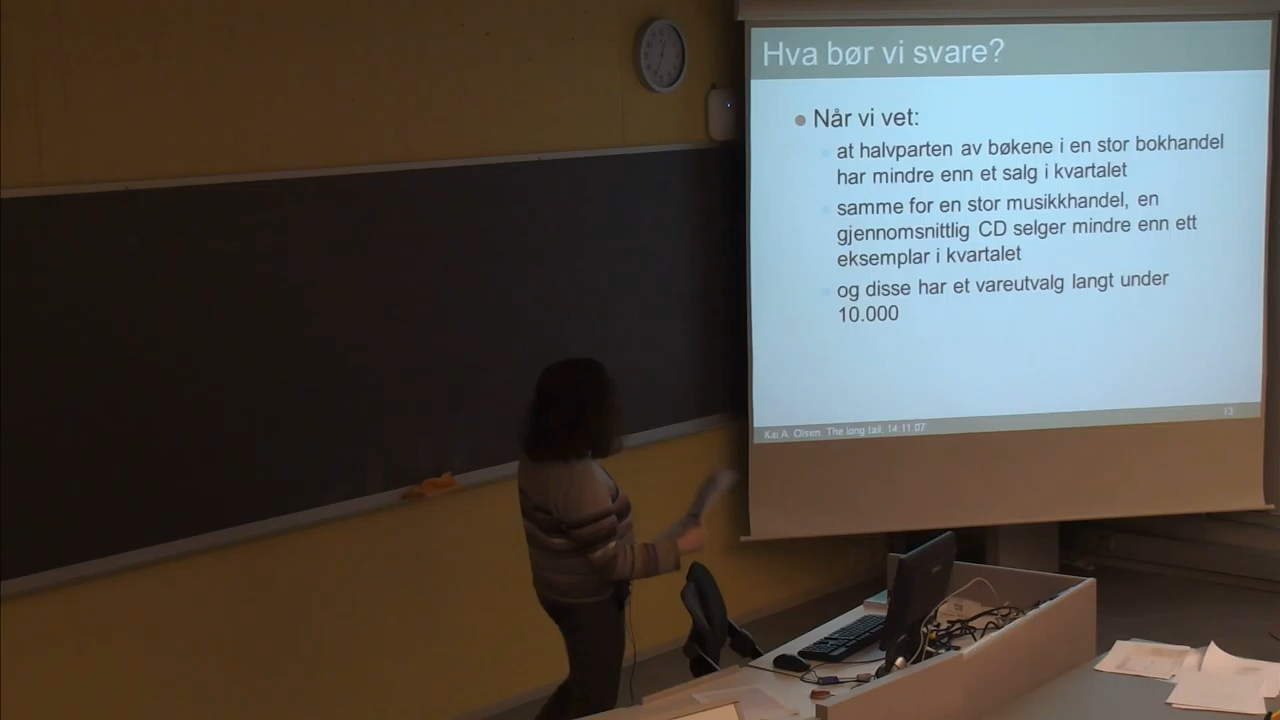 Hva bør vi svare?
Når vi vet:
at halvparten av bøkene i en stor bokhandel
har mindre enn et salg i kvartalet
samme for en stor musikkhandel, en
gjennomsnittlig CD selger mindre enn ett
eksemplar i kvartalet
og disse har et vareutvalg langt under
10.000
Kai A. Olsen. The long tail, 14.11.07
13